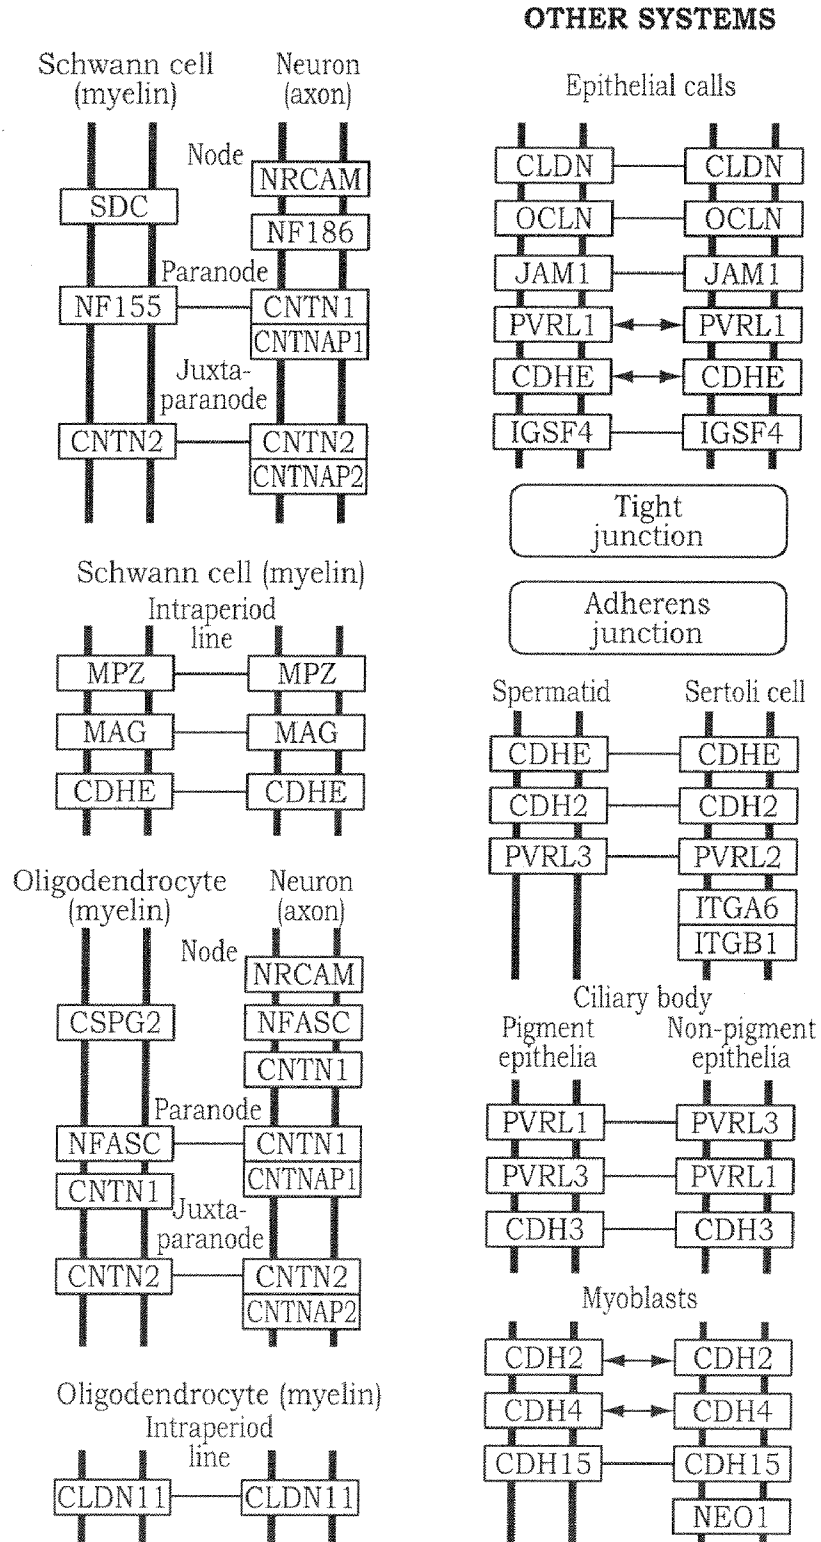 OTHER SYSTEMS
Schwann cell
(myelin)
Neuron
(axon)
Node
NRCAM
SDC
NF186
Paranode
NF155
CNTN1
CNTNAP1
Juxta-
paranode
CNTN2
CNTN2
CNTNAP2
Schwann cell (myelin)
Intraperiod
line
MPZ
MPZ
MAG
MAG
CDHE
CDHE
Oligodendrocyte
(myelin)
Neuron
(axon)
Node
NRCAM
CSPG2
NFASC
CNTN1
Paranode
NFASC
CNTN1
CNTNAP1
CNTN1
Juxta-
paranode
CNTN2
CNTN2
CNTNAP2
Oligodendrocyte (myelin)
Intraperiod
line
CLDN11
CLDN11
Epithelial calls
CLDN
CLDN
OCLN
OCLN
JAM1
JAM1
PVRL1
PVRL1
CDHE
CDHE
IGSF4
IGSF4
Tight
junction
Adherens
junction
Spermatid
Sertoli cell
CDHE
CDHE
CDH2
CDH2
PVRL3
PVRL2
ITGA6
ITGB1
Ciliary body
Pigment
epithelia
Non-pigment
epithelia
PVRL1
PVRL3
PVRL3
PVRL1
CDH3
CDH3
Myoblasts
CDH2
CDH2
CDH4
CDH4
CDH15
CDH15
NEO1